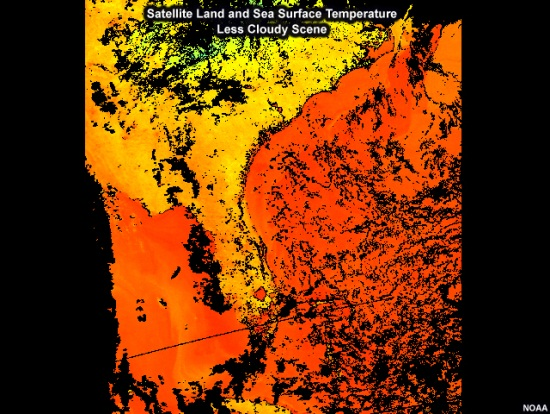 Satellite Land and Sea Surface Temperature
Less Cloudy Scene
NOAA